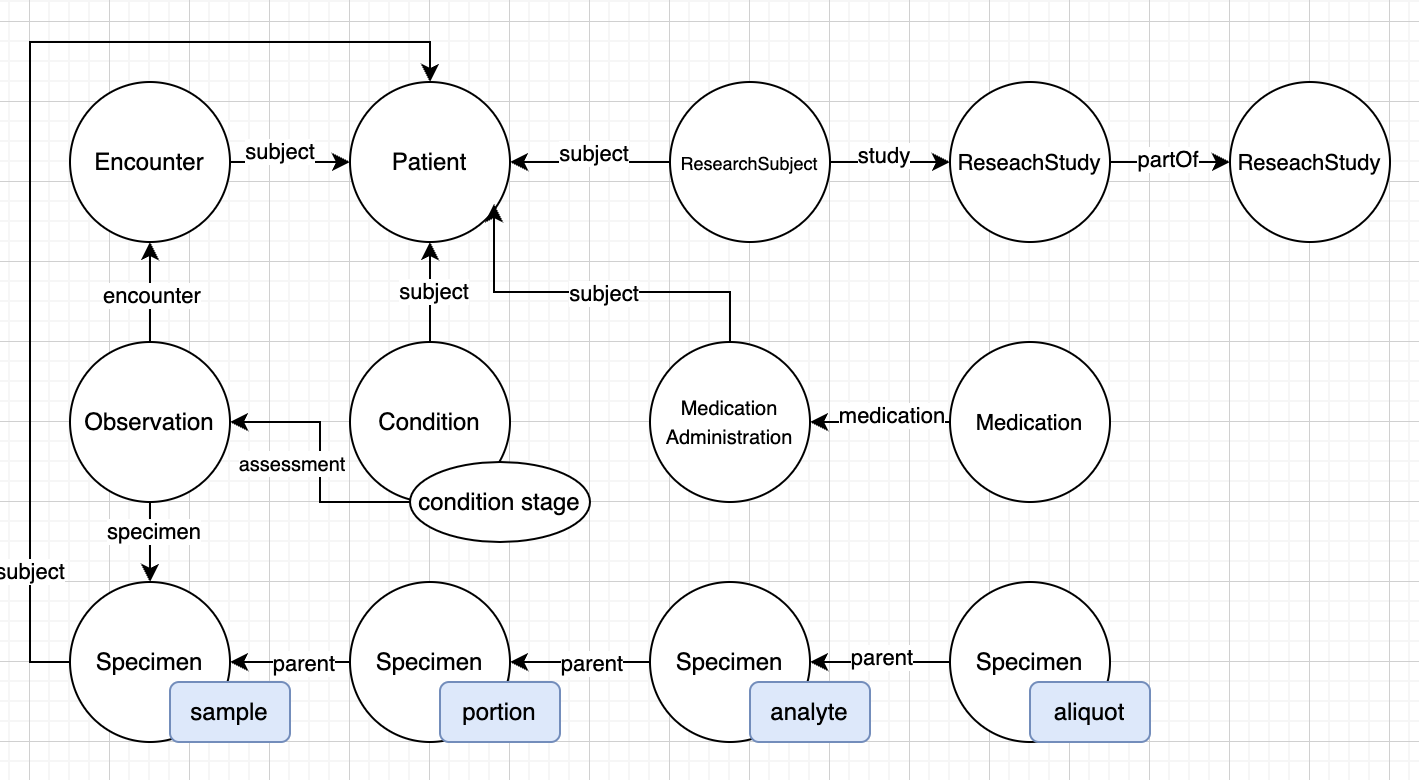 Encounter
subject
Patient
subject
ResearchSubject
study
ReseachStudy
partOf
ReseachStudy
encounter
subject
subject
Observation
assessment
Condition
condition stage
Medication
Administration
medication
Medication
specimen
subject
Specimen
sample
parent
Specimen
portion
parent
Specimen
analyte
parent
Specimen
aliquot